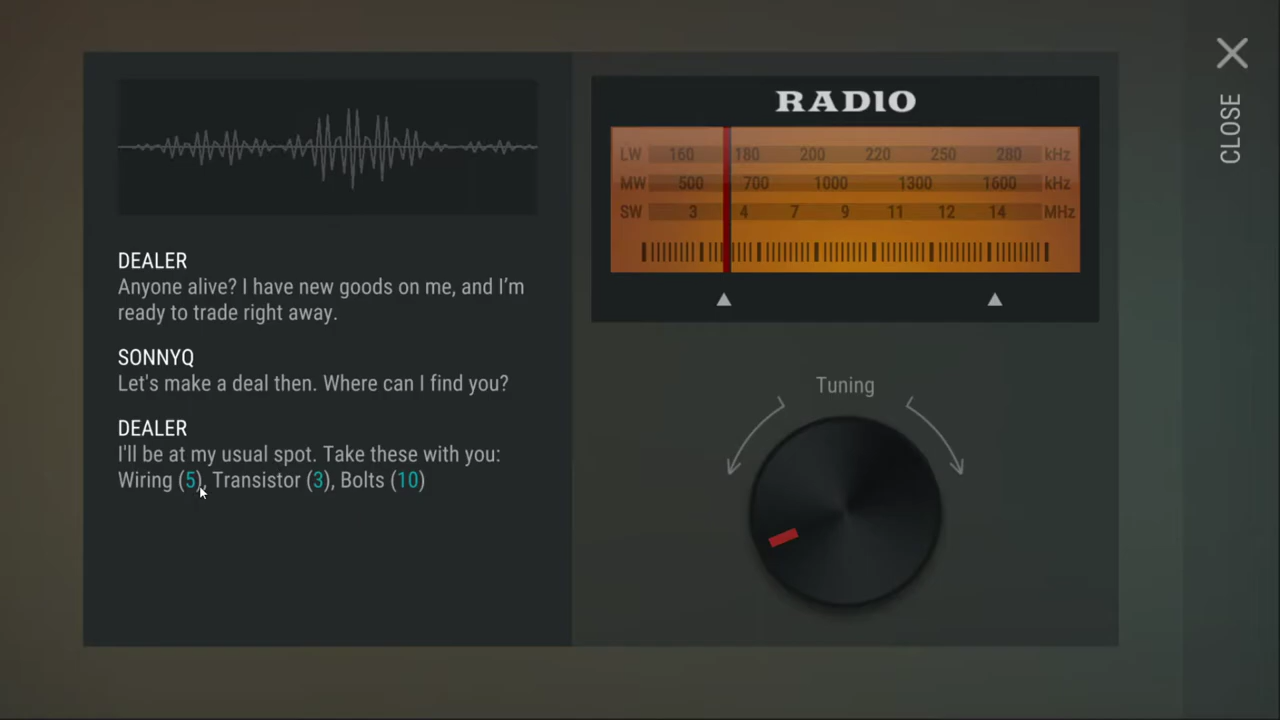 DEALER
Anyone alive? I have new goods on me, and I’m
ready to trade right away.
SONNYQ
Let's make a deal then. Where can I find you?
DEALER
I'll be at my usual spot. Take these with you:
Wiring (5), Transistor (3), Bolts (10)
RADIO
LW 160 180 200 220 250 280 kHz
MW 500 700 1000 1300 1600 kHz
SW 3 4 7 9 11 12 14 MHz
Tuning
CLOSE